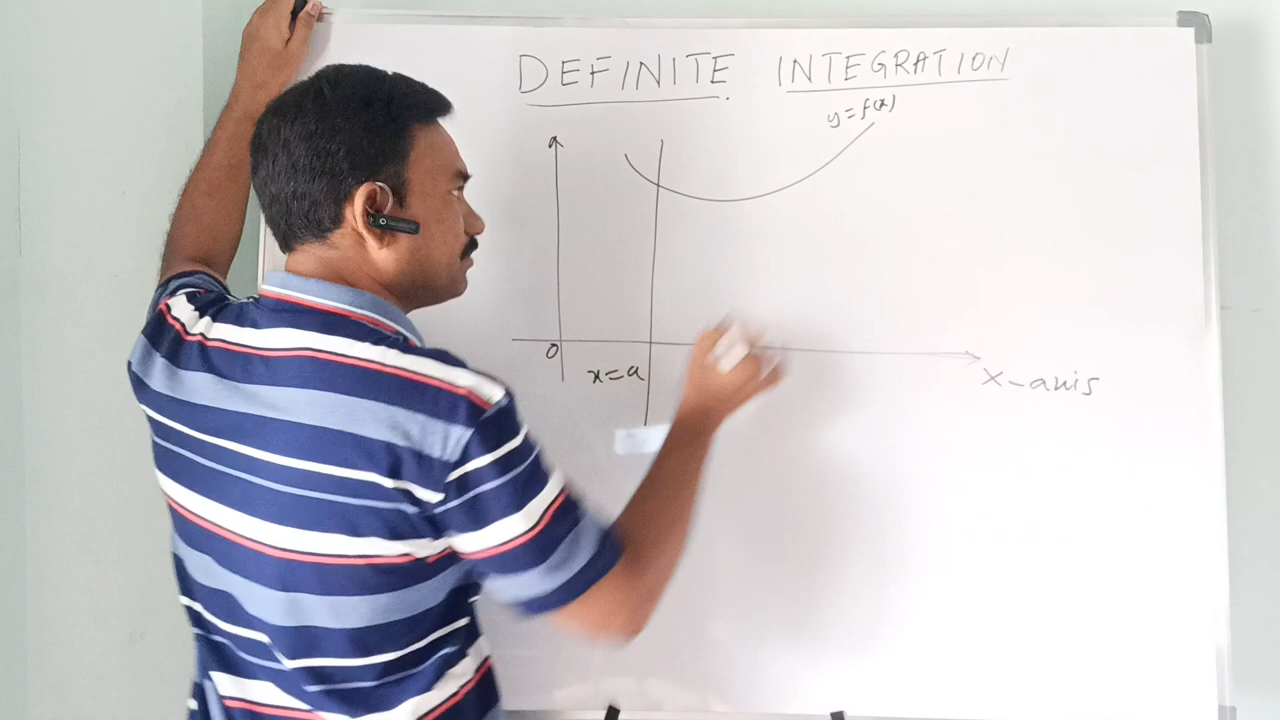 DEFINITE INTEGRATION
y=f(x)
0
x=a
X-axis